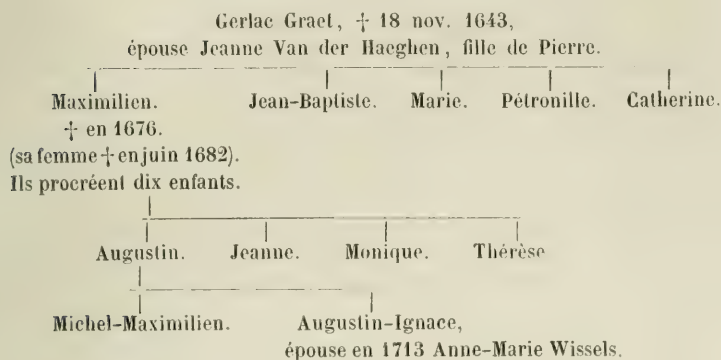 Gerlac Graet, ✝ 18 nov. 1643,
épouse Jeanne Van der Haeghen, fille de Pierre.
Maximilien. Jean-Baptiste. Marie. Pétronille. Catherine.
✝ en 1676.
(sa femme ✝ en juin 1682).
Ils procréent dix enfants.
Augustin. Jeanne. Monique. Thérèse
Michel-Maximilien. Augustin-Ignace,
épouse en 1713 Anne-Marie Wissels.